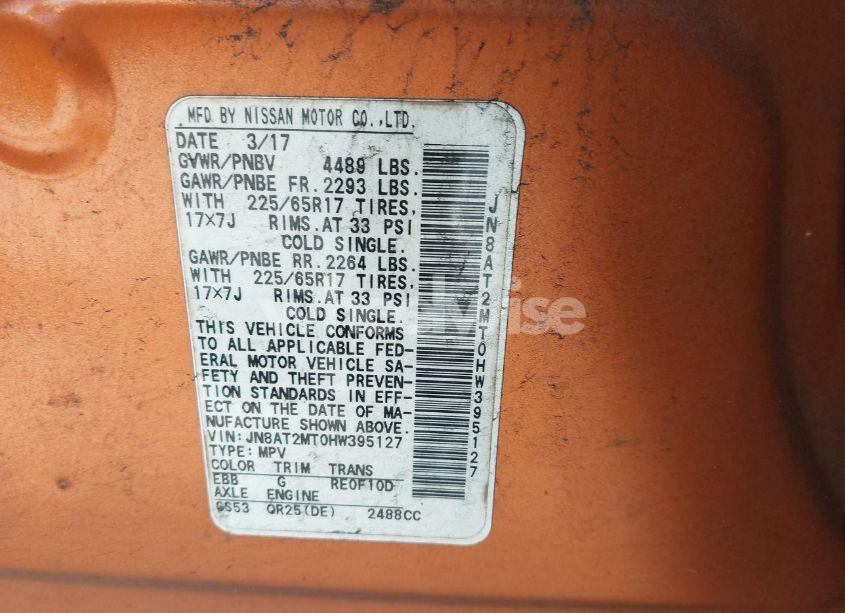 MFD BY NISSAN MOTOR CO.,LTD.
DATE 3/17
GVWR/PNBV 4489 LBS.
GAWR/PNBE FR. 2293 LBS.
WITH 225/65R17 TIRES,
17×7J RIMS.AT 33 PSI
COLD SINGLE.
GAWR/PNBE RR. 2264 LBS.
WITH 225/65R17 TIRES,
17×7J RIMS.AT 33 PSI
COLD SINGLE.
THIS VEHICLE CONFORMS
TO ALL APPLICABLE FED-
ERAL MOTOR VEHICLE SA-
FETY AND THEFT PREVEN-
TION STANDARDS IN EFF-
ECT ON THE DATE OF MA-
NUFACTURE SHOWN ABOVE.
VIN: JN8AT2MT0HW395127
TYPE: MPV
COLOR TRIM TRANS
EBB G RE0F10D
AXLE ENGINE
GS53 QR25(DE) 2488CC
JN8AT2MT0HW395127